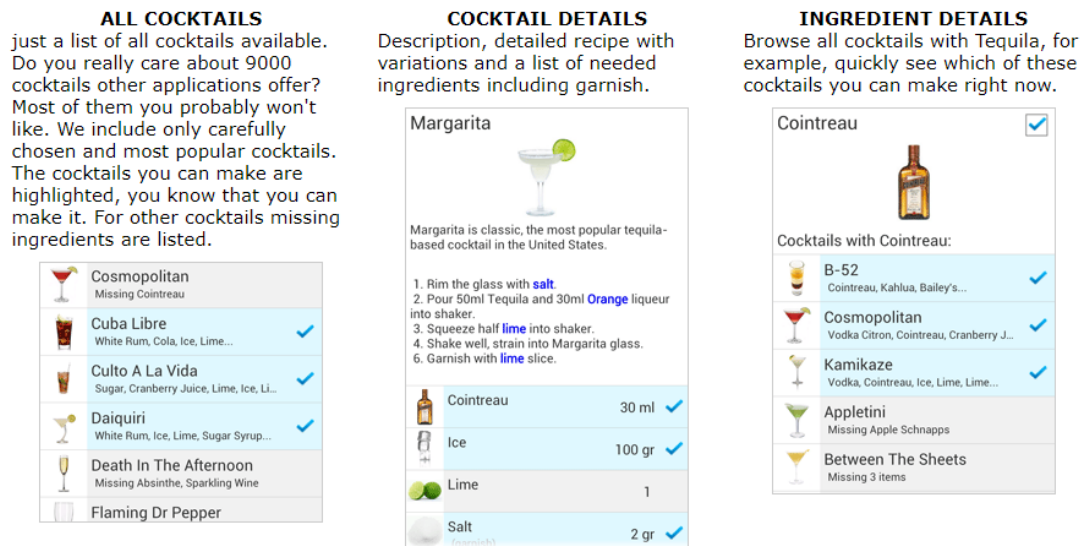 ALL COCKTAILS
just a list of all cocktails available.
Do you really care about 9000
cocktails other applications offer?
Most of them you probably won't
like. We include only carefully
chosen and most popular cocktails.
The cocktails you can make are
highlighted, you know that you can
make it. For other cocktails missing
ingredients are listed.
Cosmopolitan
Missing Cointreau
Cuba Libre
White Rum, Cola, Ice, Lime...
Culto A La Vida
Sugar, Cranberry Juice, Lime, Ice, Li...
Daiquiri
White Rum, Ice, Lime, Sugar Syrup...
Death In The Afternoon
Missing Absinthe, Sparkling Wine
Flaming Dr Pepper
COCKTAIL DETAILS
Description, detailed recipe with
variations and a list of needed
ingredients including garnish.
Margarita
Margarita is classic, the most popular tequila-
based cocktail in the United States.
1. Rim the glass with salt.
2. Pour 50ml Tequila and 30ml Orange liqueur
into shaker.
3. Squeeze half lime into shaker.
4. Shake well, strain into Margarita glass.
6. Garnish with lime slice.
Cointreau
30 ml
Ice
100 gr
Lime
1
Salt
(garnish)
2 gr
INGREDIENT DETAILS
Browse all cocktails with Tequila, for
example, quickly see which of these
cocktails you can make right now.
Cointreau
Cocktails with Cointreau:
B-52
Cointreau, Kahlua, Bailey's...
Cosmopolitan
Vodka Citron, Cointreau, Cranberry J...
Kamikaze
Vodka, Cointreau, Ice, Lime, Lime...
Appletini
Missing Apple Schnapps
Between The Sheets
Missing 3 items